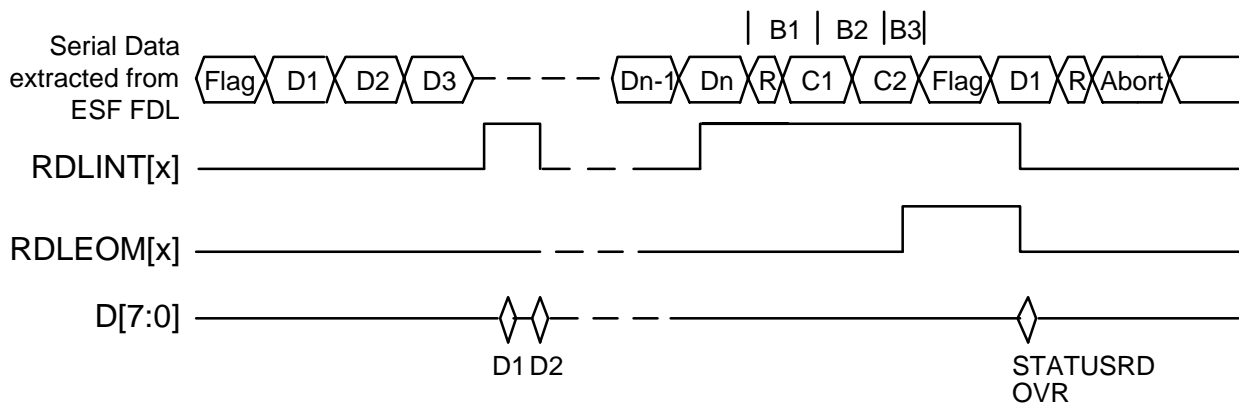 B1 B2 B3
Serial Data
extracted from
ESF FDL
Flag D1 D2 D3 Dn-1 Dn R C1 C2 Flag D1 R Abort
RDLINT[x]
RDLEOM[x]
D[7:0]
D1 D2
STATUSRD
OVR